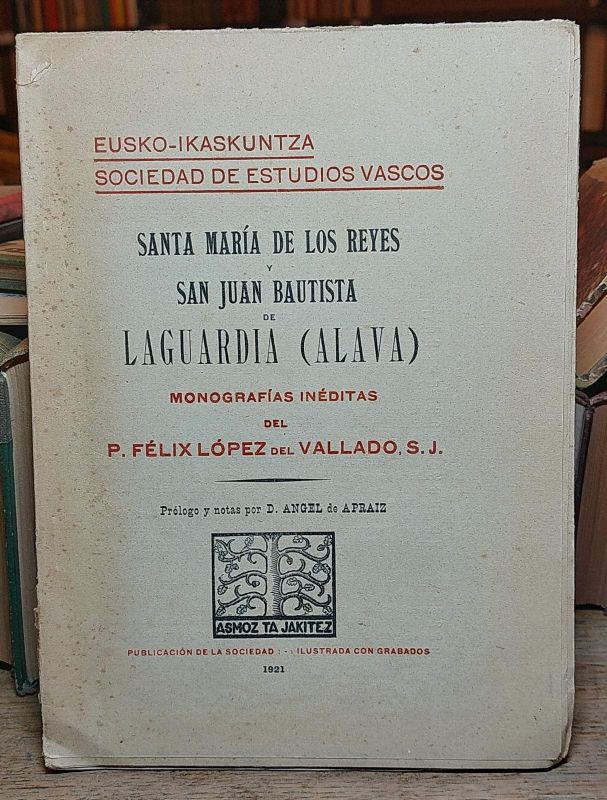 EUSKO-IKASKUNTZA
SOCIEDAD DE ESTUDIOS VASCOS
SANTA MARÍA DE LOS REYES
Y
SAN JUAN BAUTISTA
DE
LAGUARDIA (ALAVA)
MONOGRAFÍAS INÉDITAS
DEL
P. FÉLIX LÓPEZ DEL VALLADO, S. J.
Prólogo y notas por D. ANGEL de APRAIZ
ASMOZ TA JAKITEZ
PUBLICACIÓN DE LA SOCIEDAD : - : ILUSTRADA CON GRABADOS
1921